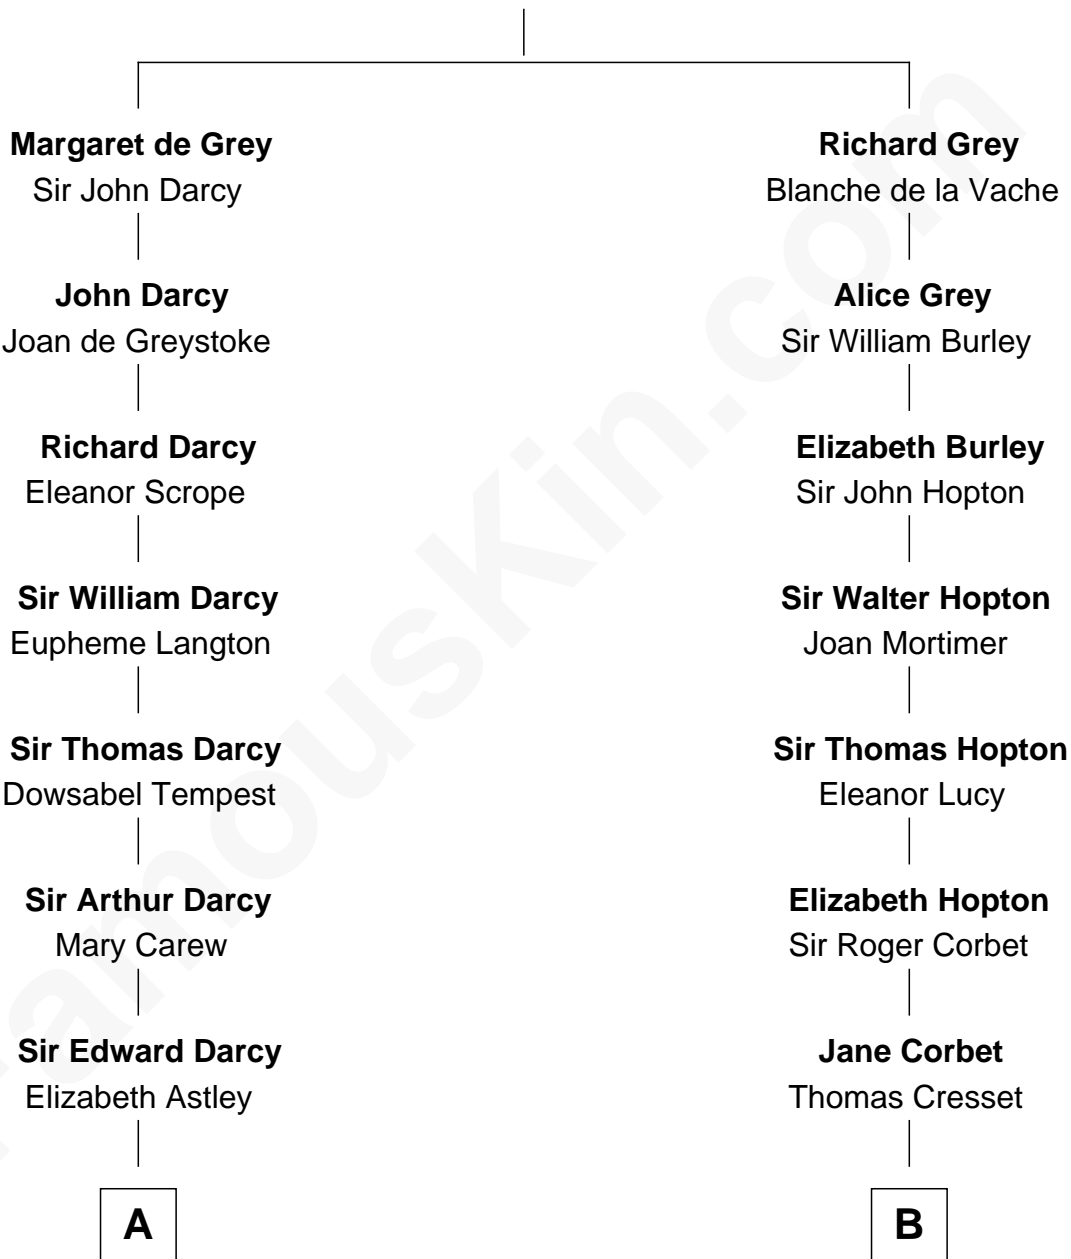 Margaret de Grey
Sir John Darcy
John Darcy
Joan de Greystoke
Richard Darcy
Eleanor Scrope
Sir William Darcy
Eupheme Langton
Sir Thomas Darcy
Dowsabel Tempest
Sir Arthur Darcy
Mary Carew
Sir Edward Darcy
Elizabeth Astley
A
Richard Grey
Blanche de la Vache
Alice Grey
Sir William Burley
Elizabeth Burley
Sir John Hopton
Sir Walter Hopton
Joan Mortimer
Sir Thomas Hopton
Eleanor Lucy
Elizabeth Hopton
Sir Roger Corbet
Jane Corbet
Thomas Cresset
B
FamousKin.com